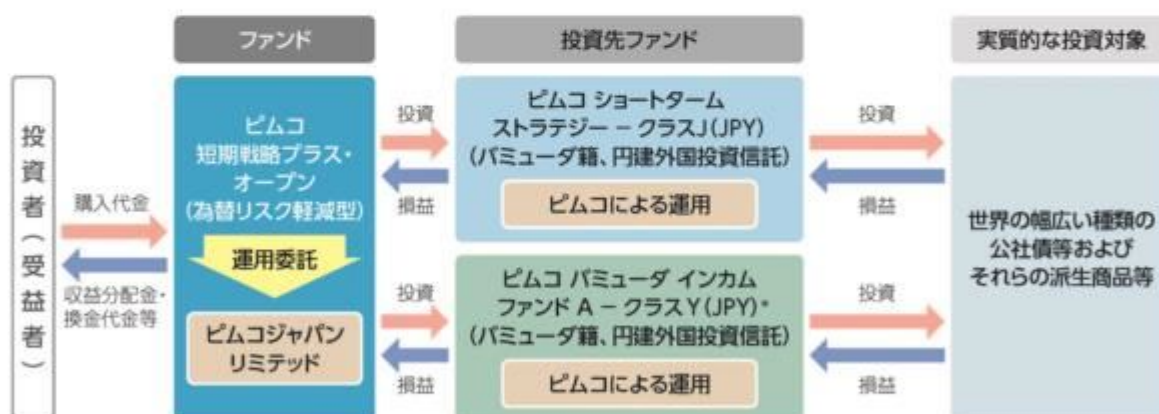 ファンド
投資先ファンド
実質的な投資対象
投資者（受益者）
購入代金
収益分配金・
換金代金等
ピムコ
短期戦略プラス・
オープン
(為替リスク軽減型)
運用委託
ピムコジャパン
リミテッド
投資
損益
投資
損益
ピムコ ショートターム
ストラテジー － クラスJ(JPY)
(バミューダ籍、円建外国投資信託)
ピムコによる運用
ピムコ バミューダ インカム
ファンド A － クラスY(JPY)*
(バミューダ籍、円建外国投資信託)
ピムコによる運用
投資
損益
投資
損益
世界の幅広い種類の
公社債等および
それらの派生商品等